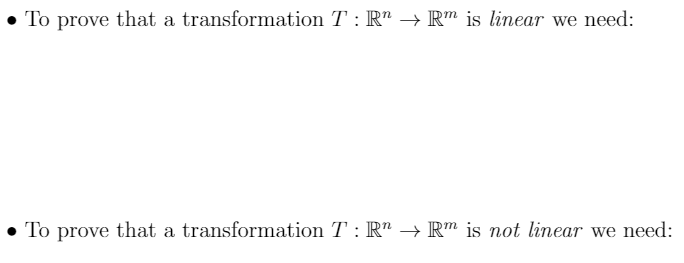 • To prove that a transformation T : ℝⁿ → ℝᵐ is linear we need:
• To prove that a transformation T : ℝⁿ → ℝᵐ is not linear we need: